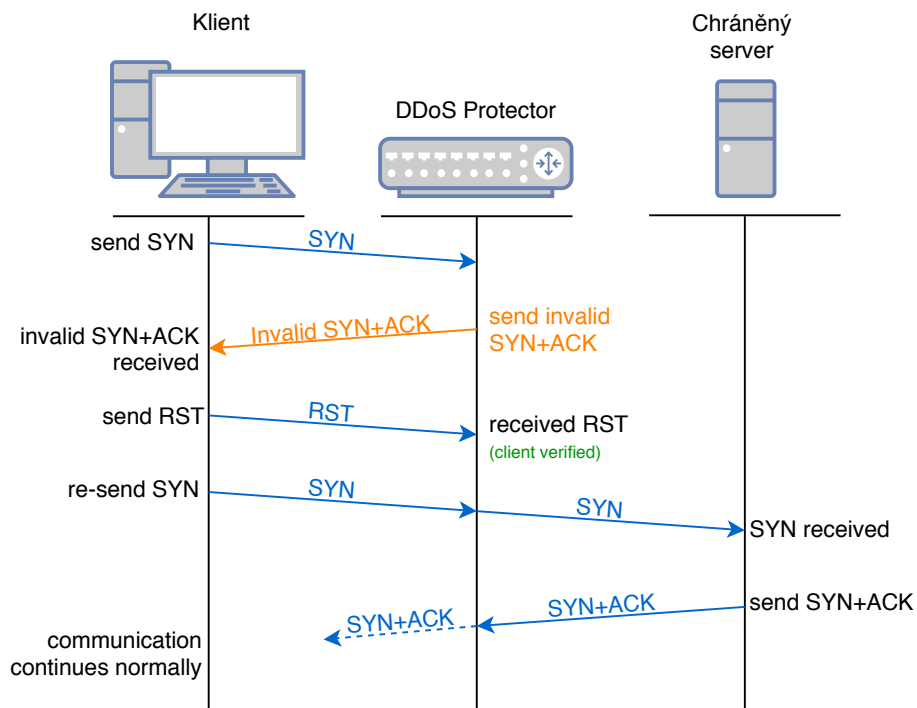 Klient
Chráněný
server
DDoS Protector
send SYN
SYN
invalid SYN+ACK
received
Invalid SYN+ACK
send invalid
SYN+ACK
send RST
RST
received RST
(client verified)
re-send SYN
SYN
SYN
SYN received
SYN+ACK
SYN+ACK
send SYN+ACK
communication
continues normally